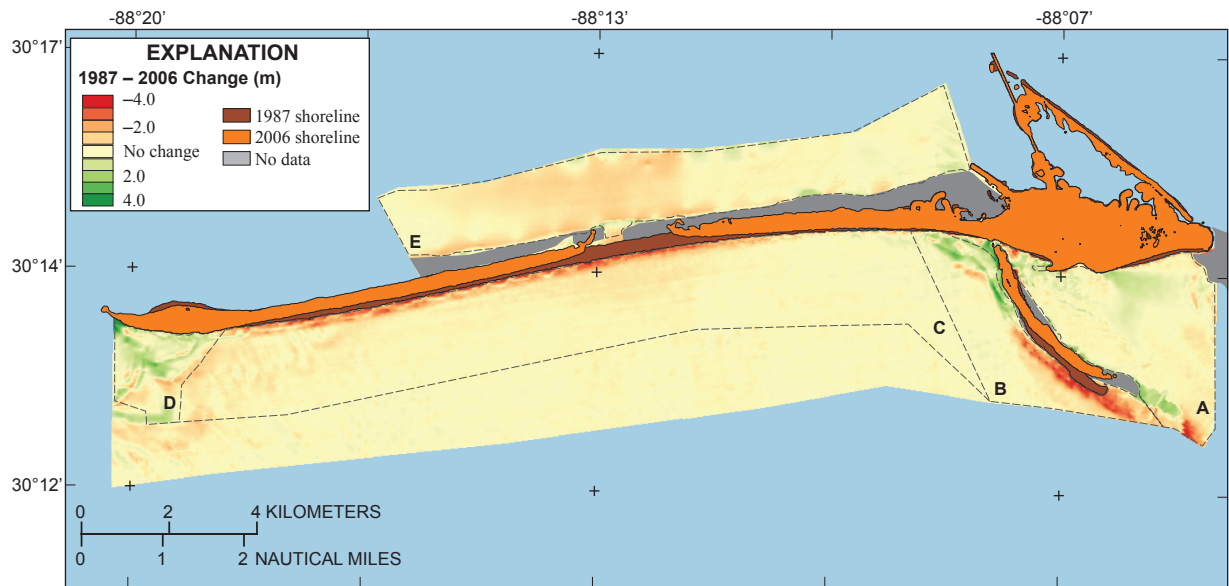 -88°20' -88°13' -88°07'
30°17'
EXPLANATION
1987 – 2006 Change (m)
–4.0
–2.0
No change
2.0
4.0
1987 shoreline
2006 shoreline
No data
E
30°14'
C
D
B
A
30°12'
0 2 4 KILOMETERS
0 1 2 NAUTICAL MILES